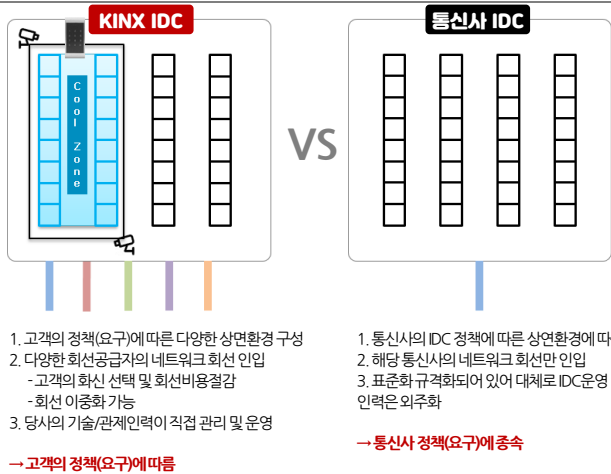 KINX IDC
통신사 IDC
Cool Zone
VS
1. 고객의 정책(요구)에 따른 다양한 상면환경 구성
2. 다양한 회선공급자의 네트워크 회선 인입
- 고객의 화신 선택 및 회선비용절감
- 회선 이중화 가능
3. 당사의 기술/관제인력이 직접 관리 및 운영
→ 고객의 정책(요구)에 따름
1. 통신사의 IDC 정책에 따른 상연환경에 따
2. 해당 통신사의 네트워크 회선만 인입
3. 표준화 규격화되어 있어 대체로 IDC운영
인력은 외주화
→ 통신사 정책(요구)에 종속